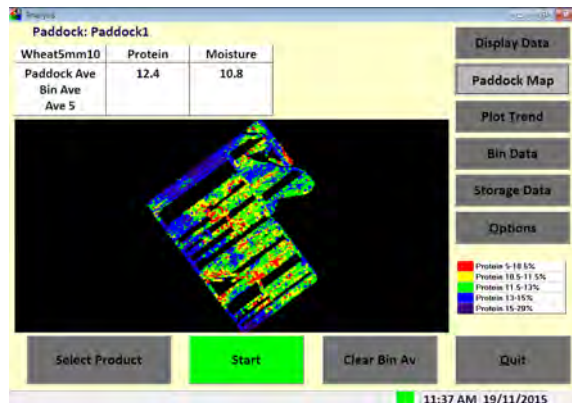 Analysis
Paddock: Paddock1
Wheat5mm10 Protein Moisture
Paddock Ave 12.4 10.8
Bin Ave
Ave 5
Display Data
Paddock Map
Plot Trend
Bin Data
Storage Data
Options
Protein 5-10.5%
Protein 10.5-11.5%
Protein 11.5-13%
Protein 13-15%
Protein 15-20%
Select Product Start Clear Bin Av Quit
11:37 AM 19/11/2015